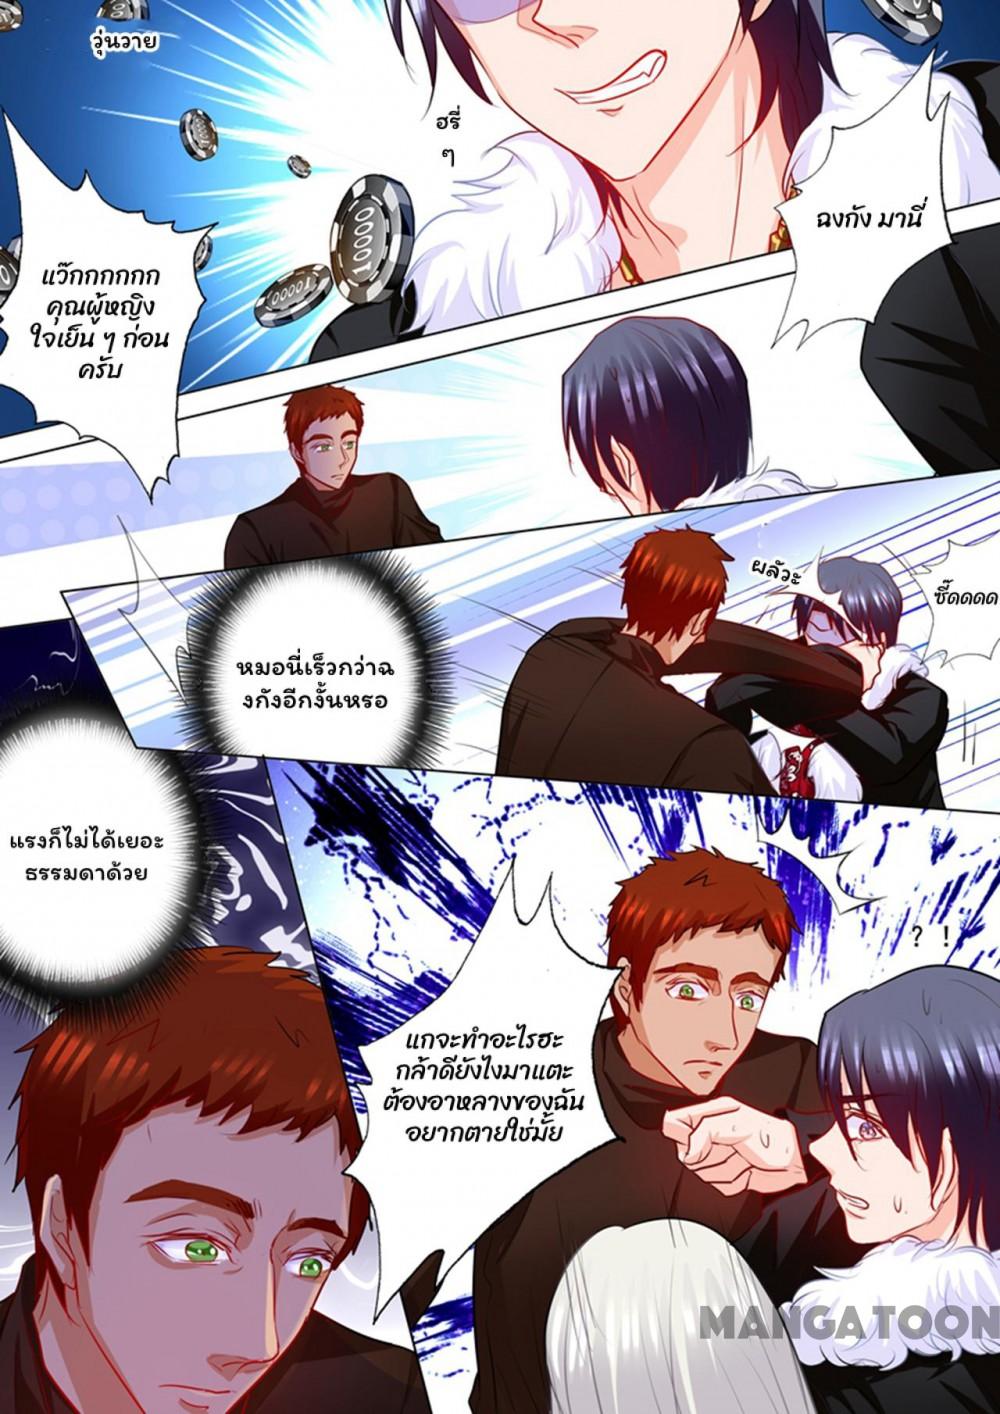 วุ่นวาย
ฮรี่
ๆ
ฉงกัง มานี่
แว๊กกกกกก
คุณผู้หญิง
ใจเย็น ๆ ก่อน
ครับ
10000
10000
ผลัวะ
ซี๊ดดดด
หมอนี่เร็วกว่าฉ
งกังอีกงั้นหรอ
แรงก็ไม่ได้เยอะ
ธรรมดาด้วย
? !
แกจะทำอะไรฮะ
กล้าดียังไงมาแตะ
ต้องอาหลางของฉัน
อยากตายใช่มั้ย
MANGATOON